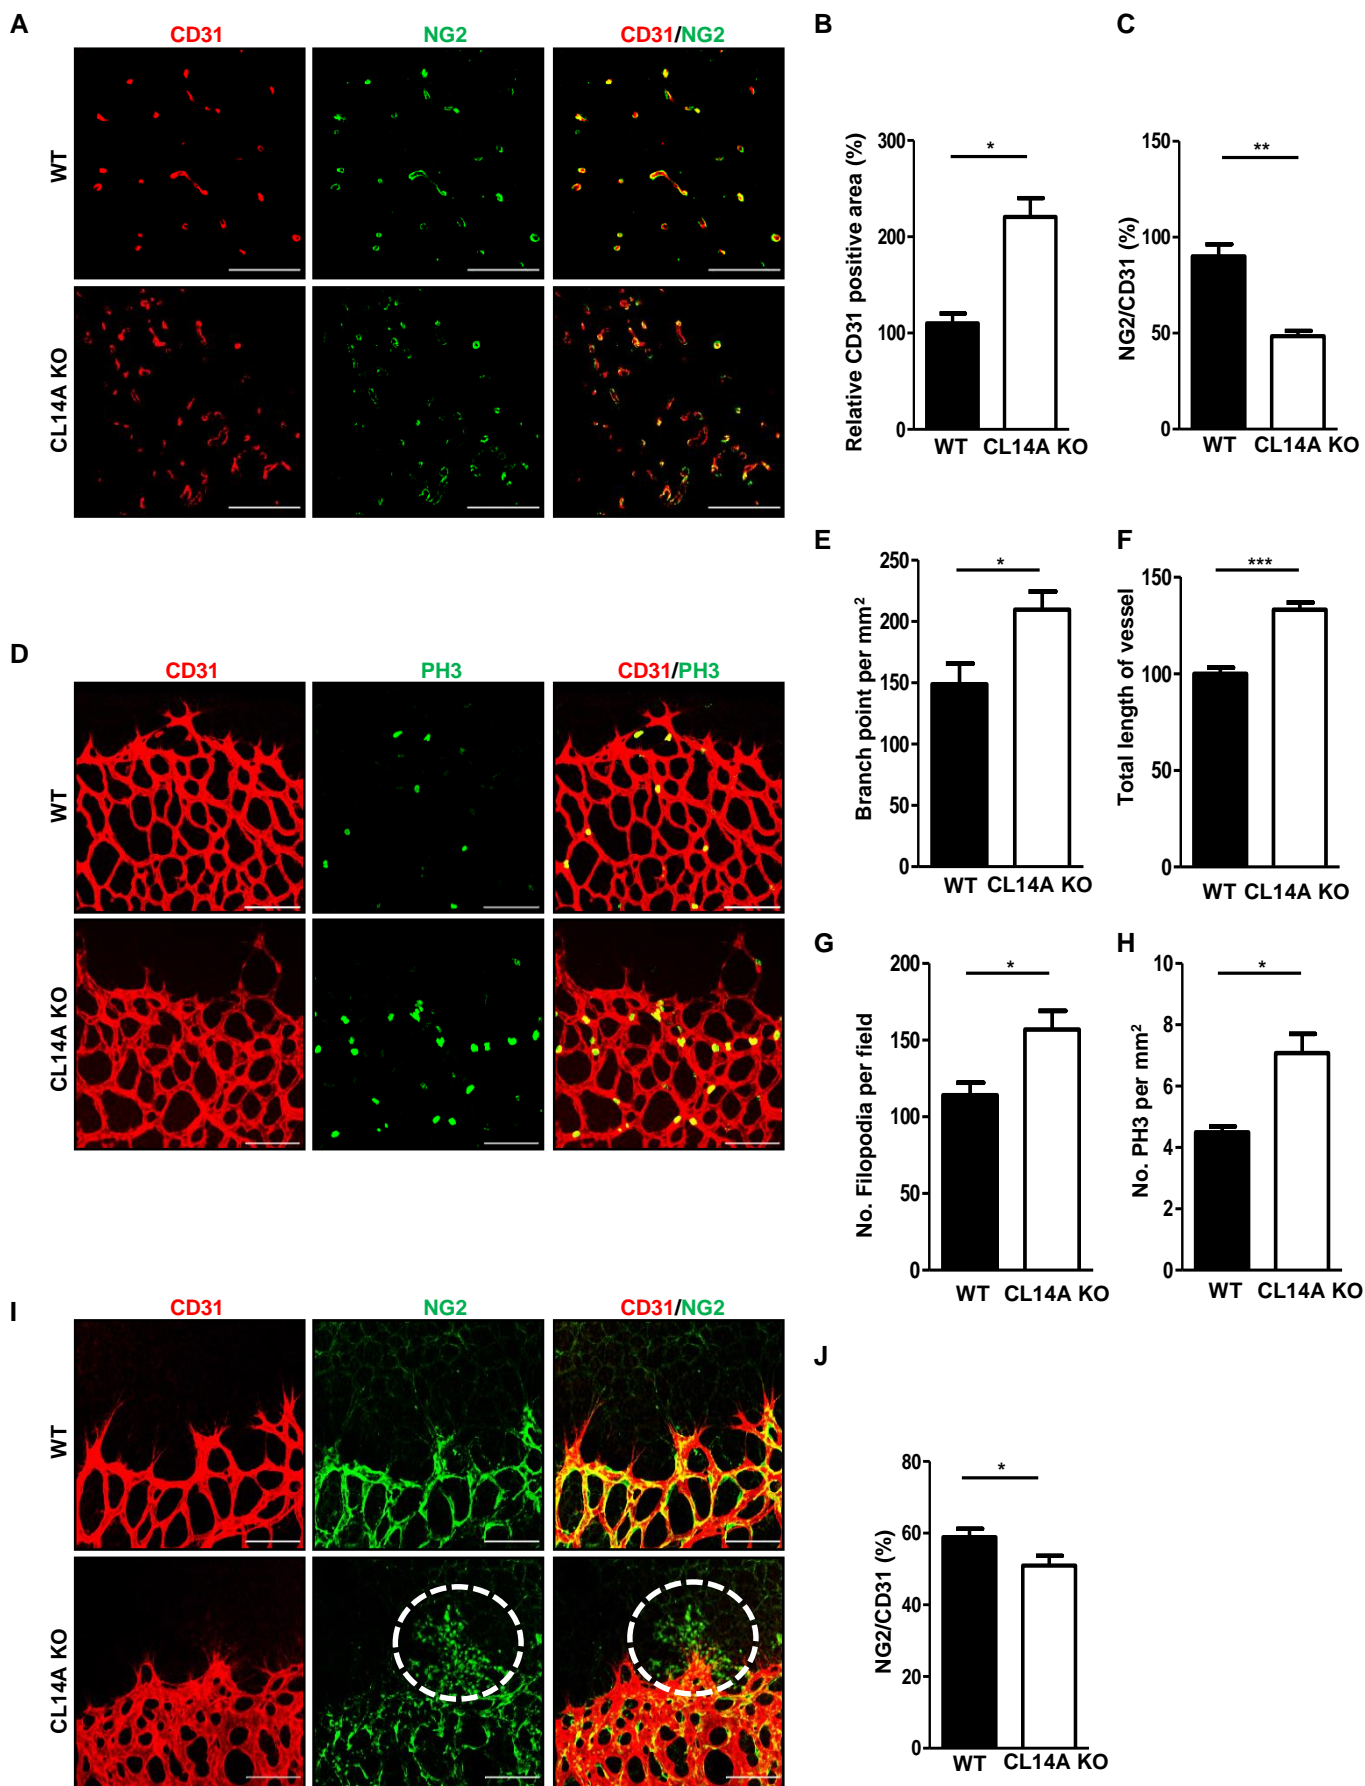 A
CD31
NG2
CD31/NG2
WT
CL14A KO
B
Relative CD31 positive area (%)
300
200
100
0
*
WT
CL14A KO
C
NG2/CD31 (%)
150
100
50
0
**
WT
CL14A KO
D
CD31
PH3
CD31/PH3
WT
CL14A KO
E
Branch point per mm²
250
200
150
100
50
0
*
WT
CL14A KO
F
Total length of vessel
150
100
50
0
***
WT
CL14A KO
G
No. Filopodia per field
200
150
100
50
0
*
WT
CL14A KO
H
No. PH3 per mm²
10
8
6
4
2
0
*
WT
CL14A KO
I
CD31
NG2
CD31/NG2
WT
CL14A KO
J
NG2/CD31 (%)
80
60
40
20
0
*
WT
CL14A KO